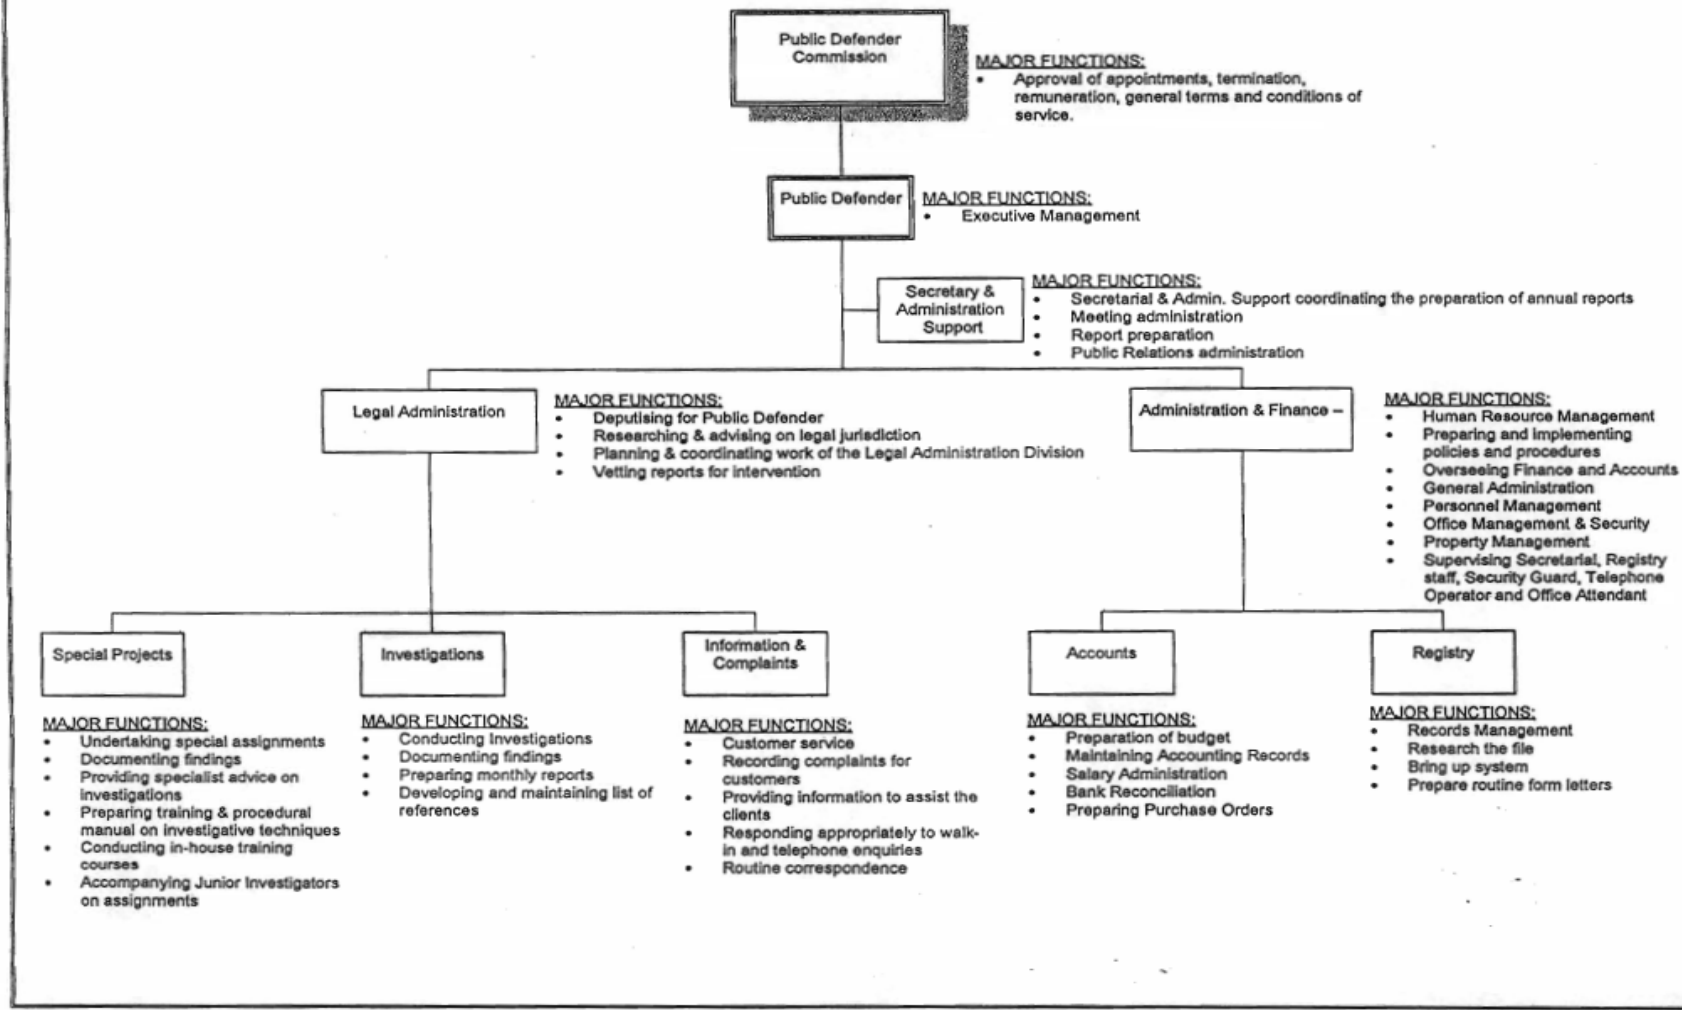 Public Defender
Commission
MAJOR FUNCTIONS:
• Approval of appointments, termination,
remuneration, general terms and conditions of
service.
Public Defender
MAJOR FUNCTIONS:
• Executive Management
Secretary &
Administration
Support
MAJOR FUNCTIONS:
• Secretarial & Admin. Support coordinating the preparation of annual reports
• Meeting administration
• Report preparation
• Public Relations administration
Legal Administration
MAJOR FUNCTIONS:
• Deputising for Public Defender
• Researching & advising on legal jurisdiction
• Planning & coordinating work of the Legal Administration Division
• Vetting reports for intervention
Administration & Finance –
MAJOR FUNCTIONS:
• Human Resource Management
• Preparing and implementing
policies and procedures
• Overseeing Finance and Accounts
• General Administration
• Personnel Management
• Office Management & Security
• Property Management
• Supervising Secretarial, Registry
staff, Security Guard, Telephone
Operator and Office Attendant
Special Projects
MAJOR FUNCTIONS:
• Undertaking special assignments
• Documenting findings
• Providing specialist advice on
investigations
• Preparing training & procedural
manual on investigative techniques
• Conducting in-house training
courses
• Accompanying Junior Investigators
on assignments
Investigations
MAJOR FUNCTIONS:
• Conducting Investigations
• Documenting findings
• Preparing monthly reports
• Developing and maintaining list of
references
Information &
Complaints
MAJOR FUNCTIONS:
• Customer service
• Recording complaints for
customers
• Providing information to assist the
clients
• Responding appropriately to walk-
in and telephone enquiries
• Routine correspondence
Accounts
MAJOR FUNCTIONS:
• Preparation of budget
• Maintaining Accounting Records
• Salary Administration
• Bank Reconciliation
• Preparing Purchase Orders
Registry
MAJOR FUNCTIONS:
• Records Management
• Research the file
• Bring up system
• Prepare routine form letters